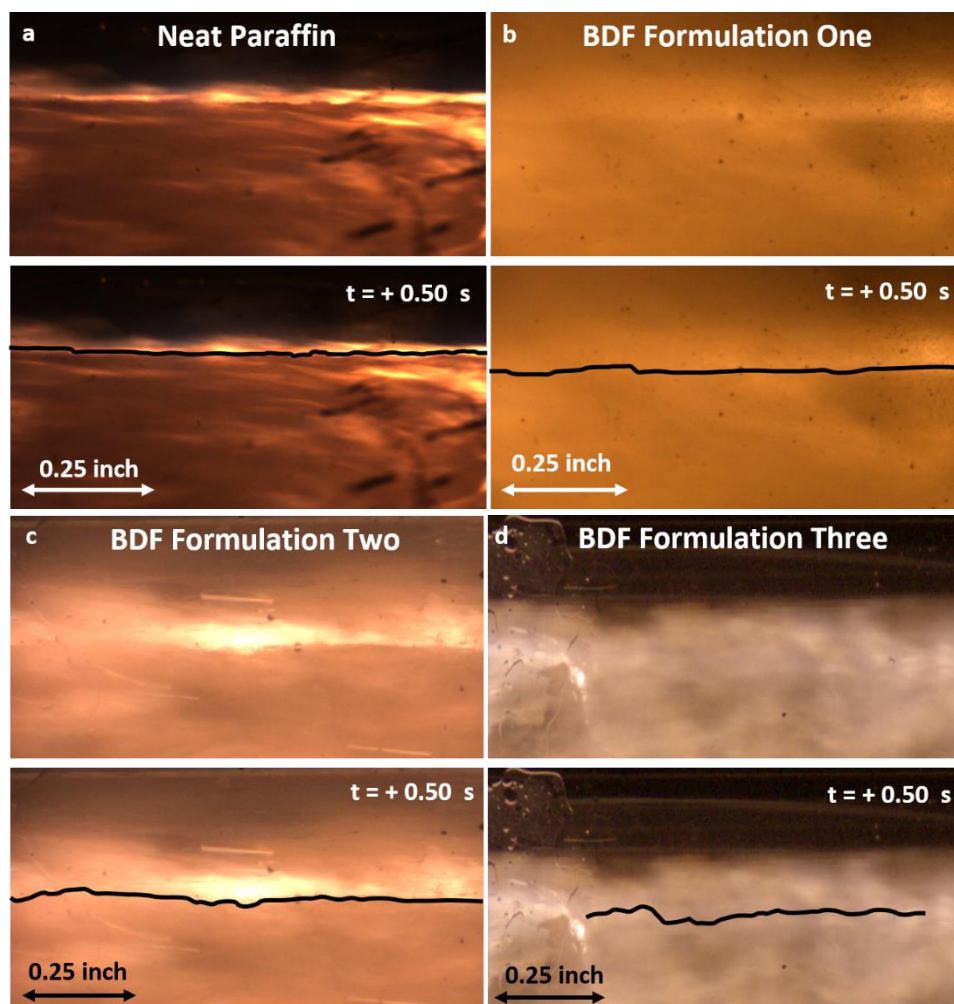 a Neat Paraffin
b BDF Formulation One
t = + 0.50 s
0.25 inch
t = + 0.50 s
0.25 inch
c BDF Formulation Two
d BDF Formulation Three
t = + 0.50 s
0.25 inch
t = + 0.50 s
0.25 inch